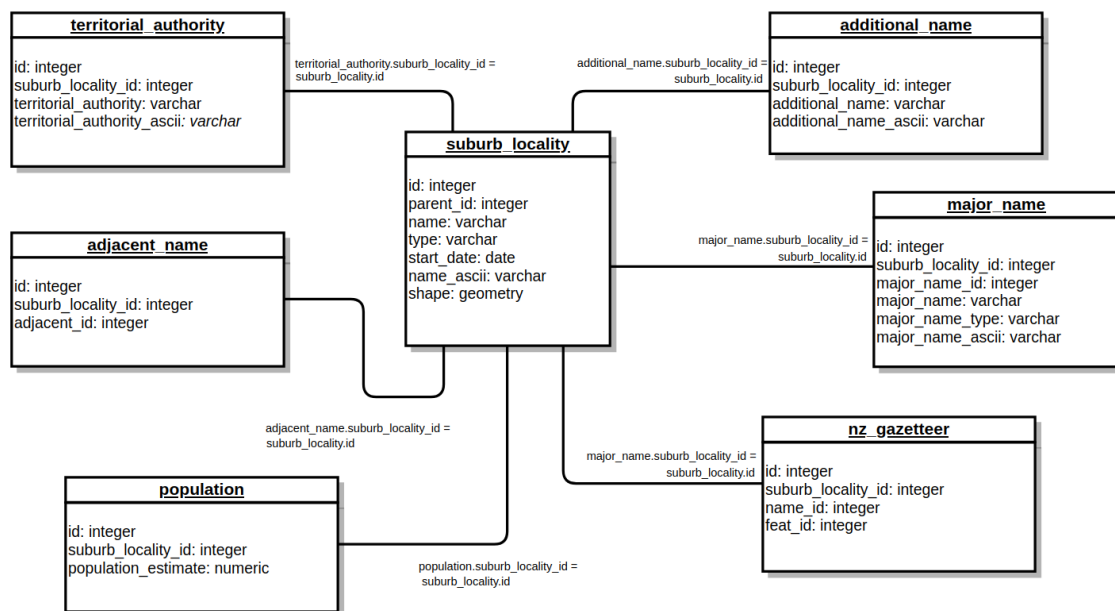 territorial_authority
id: integer
suburb_locality_id: integer
territorial_authority: varchar
territorial_authority_ascii: varchar
territorial_authority.suburb_locality_id =
suburb_locality.id
additional_name.suburb_locality_id =
suburb_locality.id
additional_name
id: integer
suburb_locality_id: integer
additional_name: varchar
additional_name_ascii: varchar
suburb_locality
id: integer
parent_id: integer
name: varchar
type: varchar
start_date: date
name_ascii: varchar
shape: geometry
adjacent_name
id: integer
suburb_locality_id: integer
adjacent_id: integer
major_name.suburb_locality_id =
suburb_locality.id
major_name
id: integer
suburb_locality_id: integer
major_name_id: integer
major_name: varchar
major_name_type: varchar
major_name_ascii: varchar
adjacent_name.suburb_locality_id =
suburb_locality.id
major_name.suburb_locality_id =
suburb_locality.id
nz_gazetteer
id: integer
suburb_locality_id: integer
name_id: integer
feat_id: integer
population
id: integer
suburb_locality_id: integer
population_estimate: numeric
population.suburb_locality_id =
suburb_locality.id